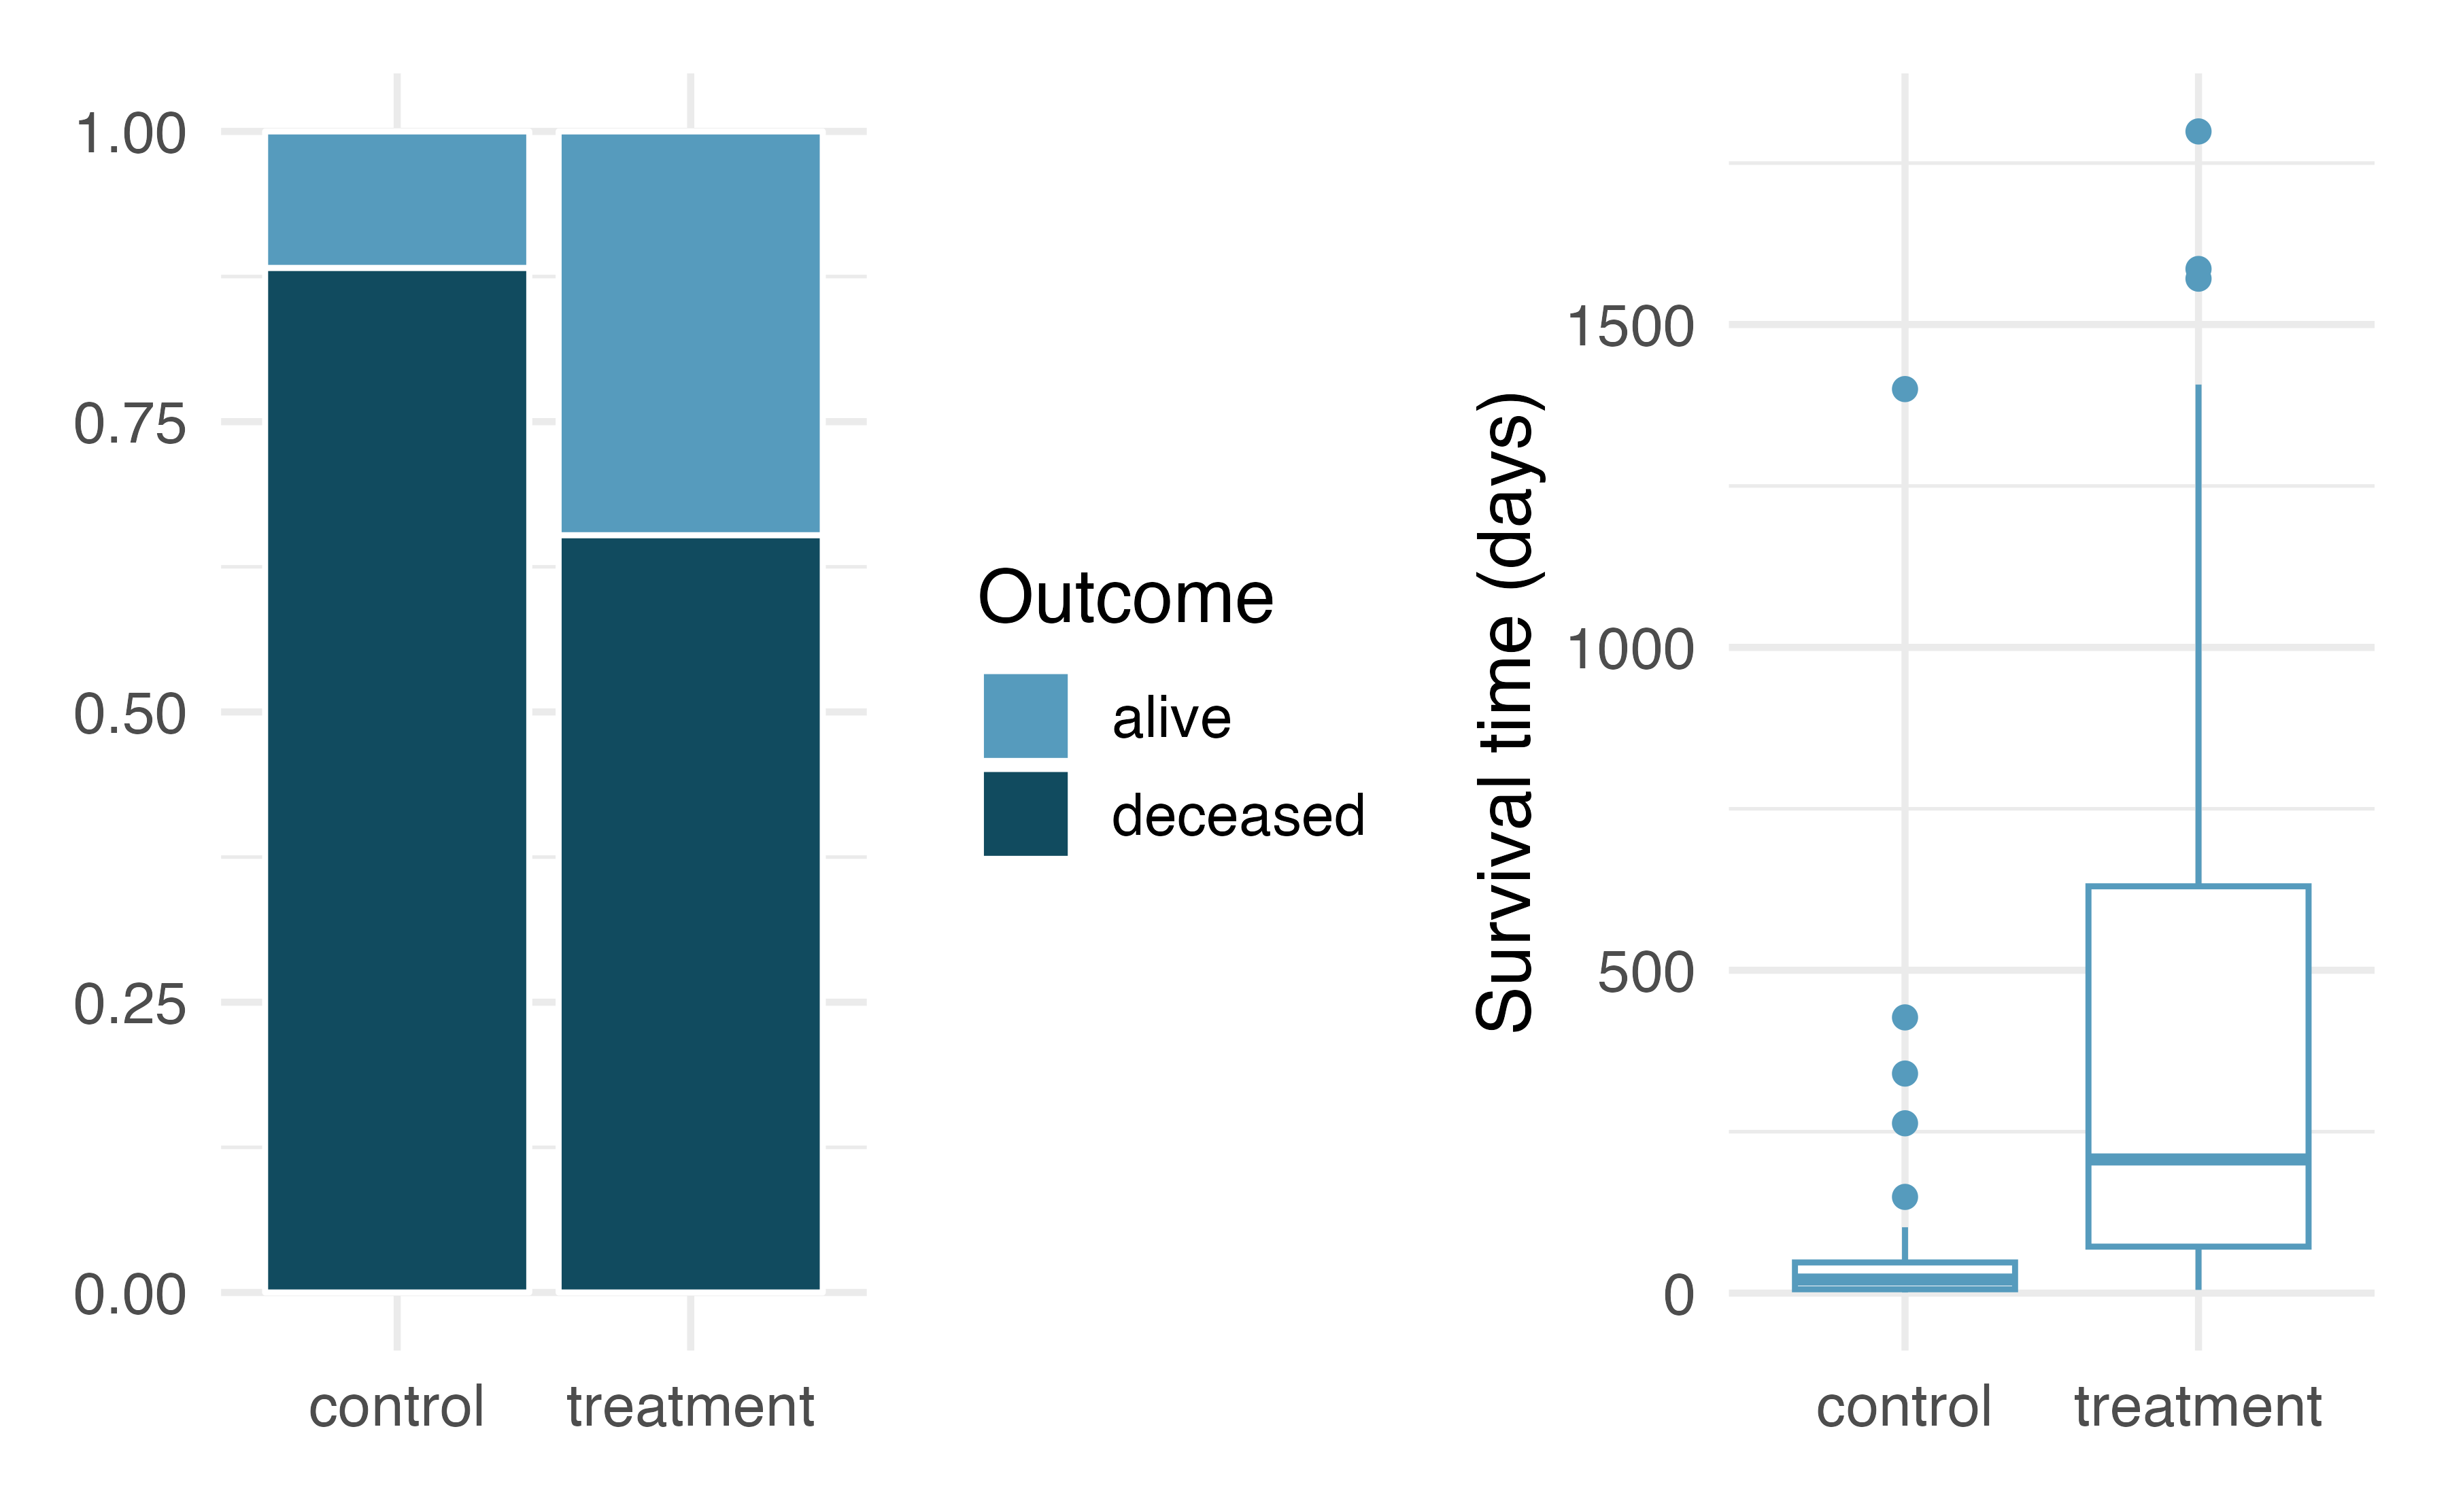 1.00
0.75
0.50
0.25
0.00
control treatment
Outcome
alive
deceased
Survival time (days)
1500
1000
500
0
control treatment